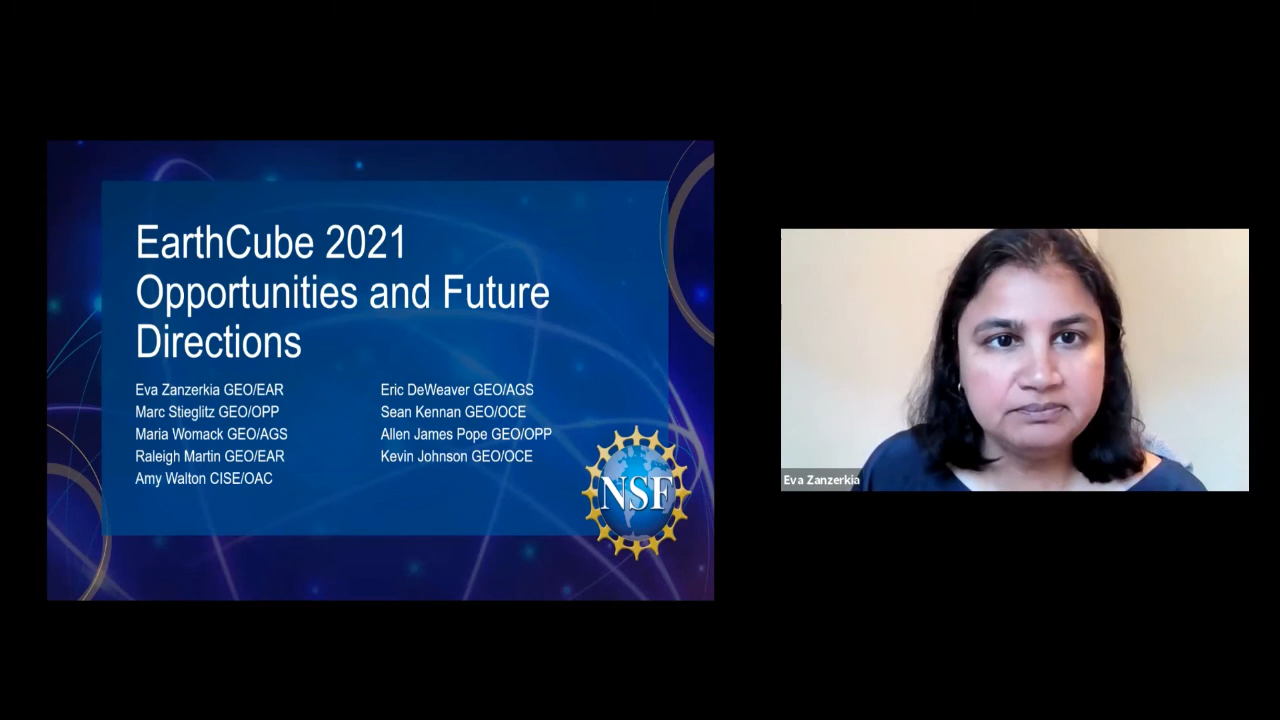 EarthCube 2021
Opportunities and Future
Directions
Eva Zanzerkia GEO/EAR
Marc Stieglitz GEO/OPP
Maria Womack GEO/AGS
Raleigh Martin GEO/EAR
Amy Walton CISE/OAC
Eric DeWeaver GEO/AGS
Sean Kennan GEO/OCE
Allen James Pope GEO/OPP
Kevin Johnson GEO/OCE
NSF
Eva Zanzerkia